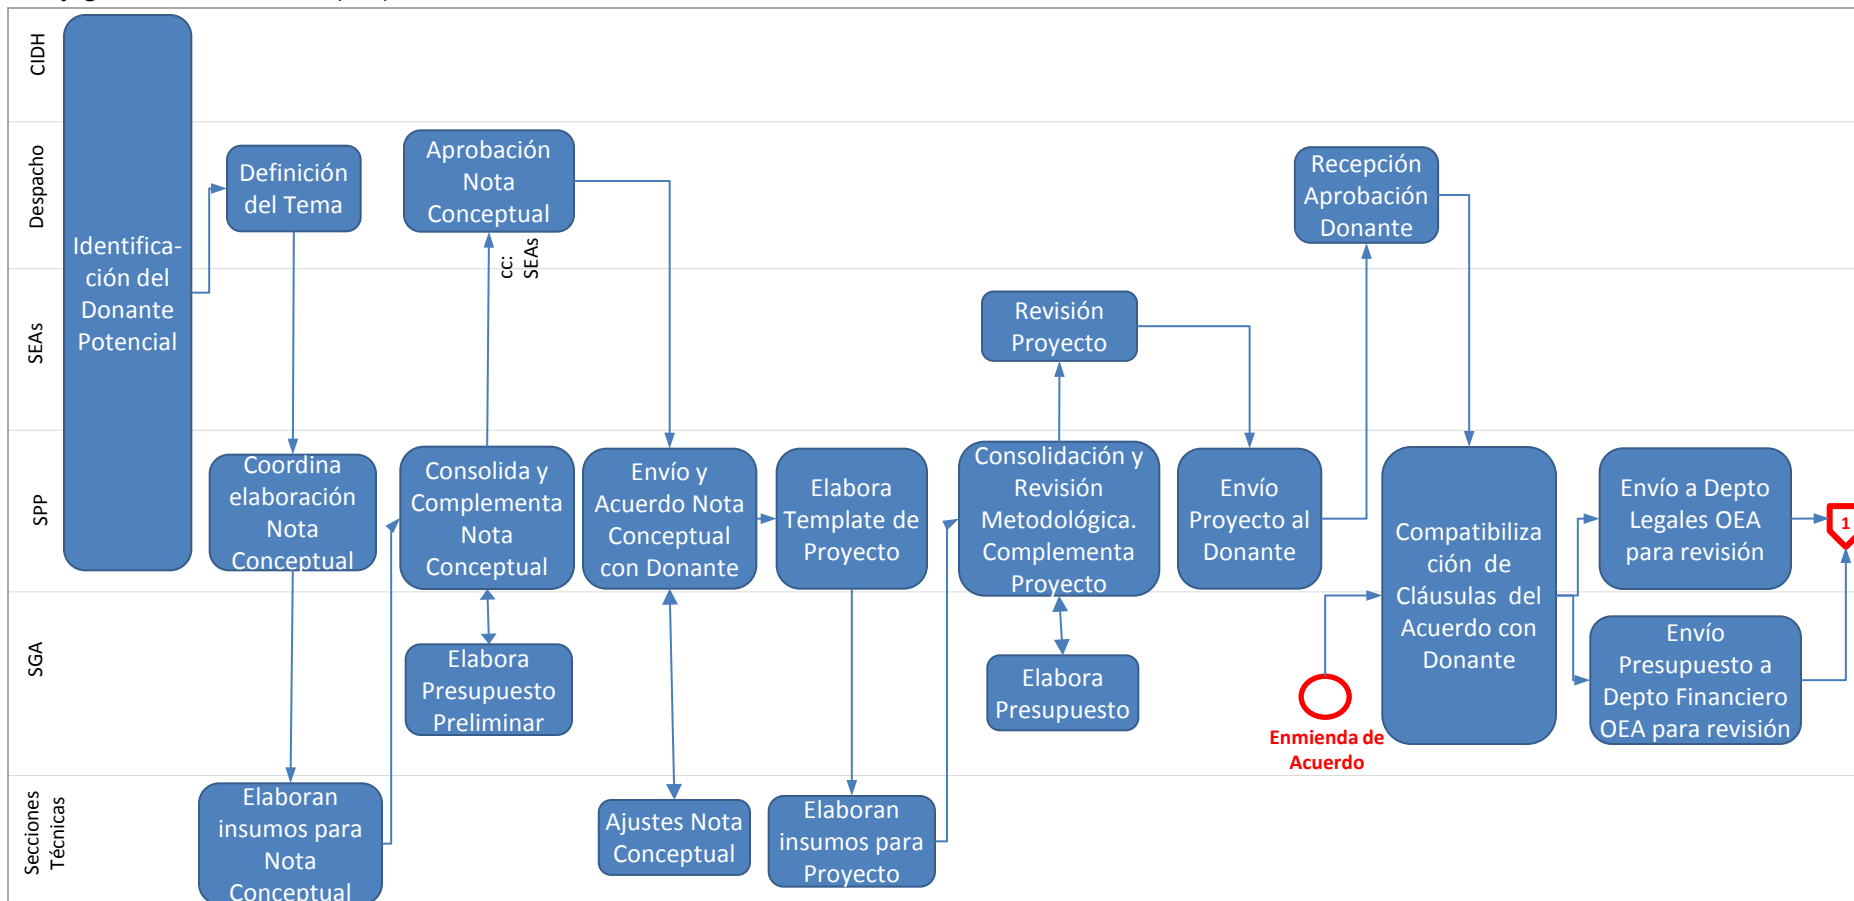 CIDH
Despacho
SEAs
SPP
SGA
Secciones
Técnicas
Identifica-
ción del
Donante
Potencial
Definición
del Tema
Coordina
elaboración
Nota
Conceptual
Elaboran
insumos para
Nota
Conceptual
Aprobación
Nota
Conceptual
cc:
SEAs
Consolida y
Complementa
Nota
Conceptual
Elabora
Presupuesto
Preliminar
Envío y
Acuerdo Nota
Conceptual
con Donante
Ajustes Nota
Conceptual
Elabora
Template de
Proyecto
Elaboran
insumos para
Proyecto
Revisión
Proyecto
Consolidación y
Revisión
Metodológica.
Complementa
Proyecto
Elabora
Presupuesto
Envío
Proyecto al
Donante
Recepción
Aprobación
Donante
Enmienda de
Acuerdo
Compatibiliza
ción de
Cláusulas del
Acuerdo con
Donante
Envío a Depto
Legales OEA
para revisión
Envío
Presupuesto a
Depto Financiero
OEA para revisión
1